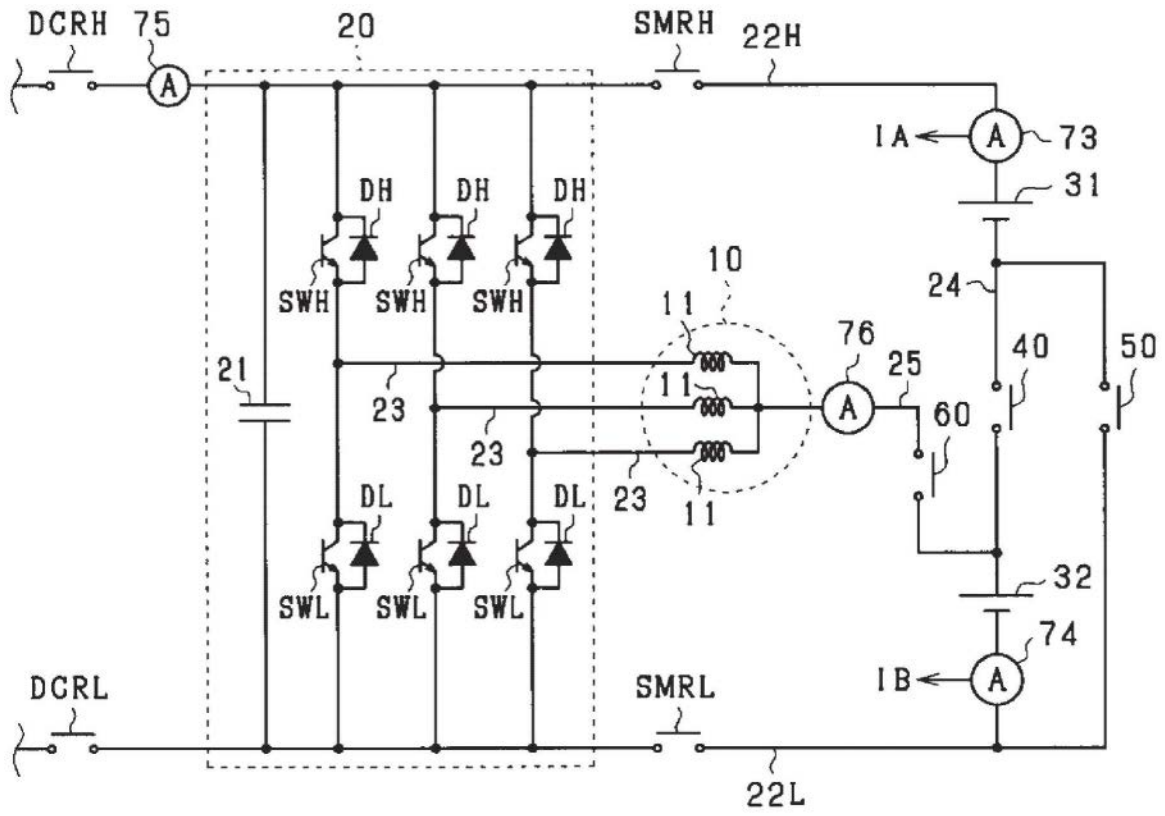 DCRH 75 20 SMRH 22H
A
IA A 73
31
DH DH DH
SWH SWH SWH
10 24
11 76 40 50
21 11 25
23 A 60
23
23 11
DL DL DL
32
SWL SWL SWL
74
DCRL SMRL IB A
22L